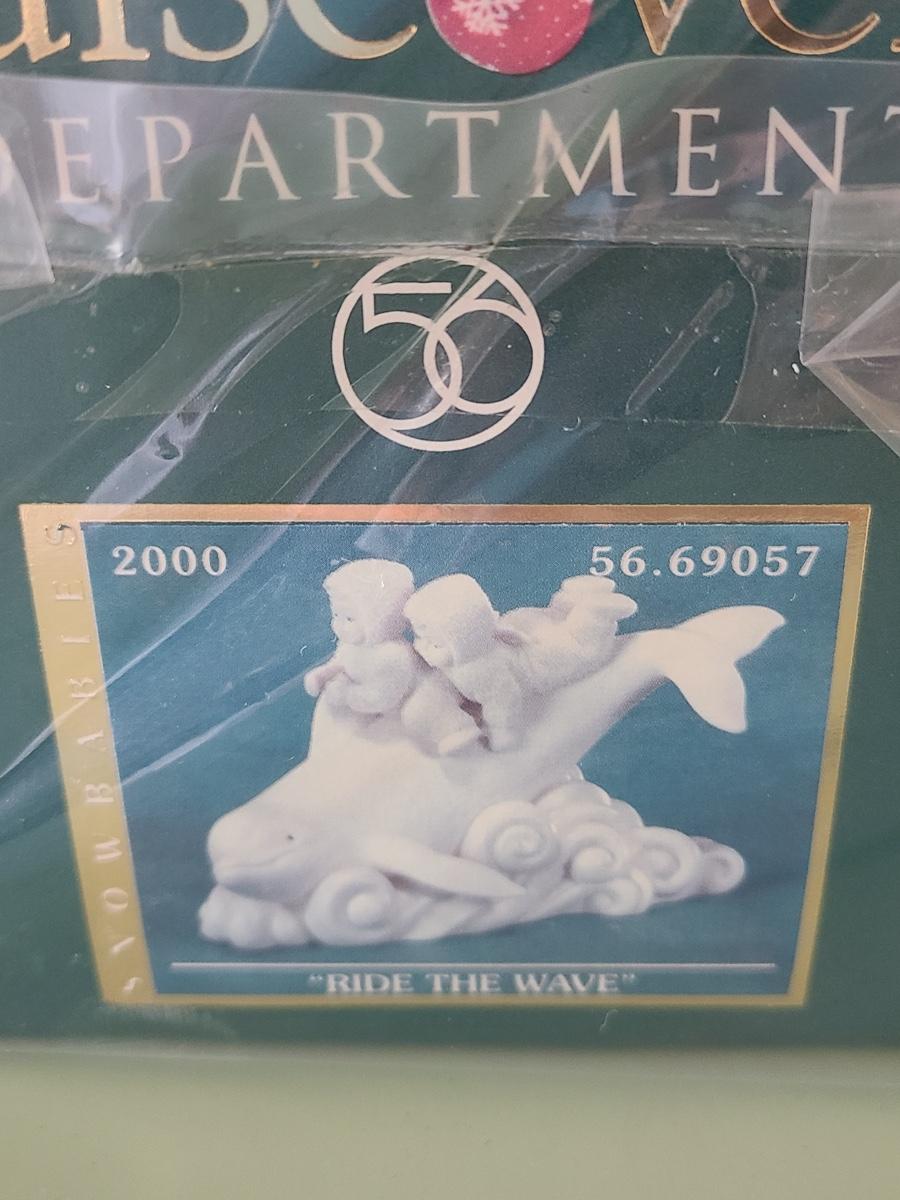 DEPARTMENT
56
2000
56.69057
SNOWBABIES
"RIDE THE WAVE"